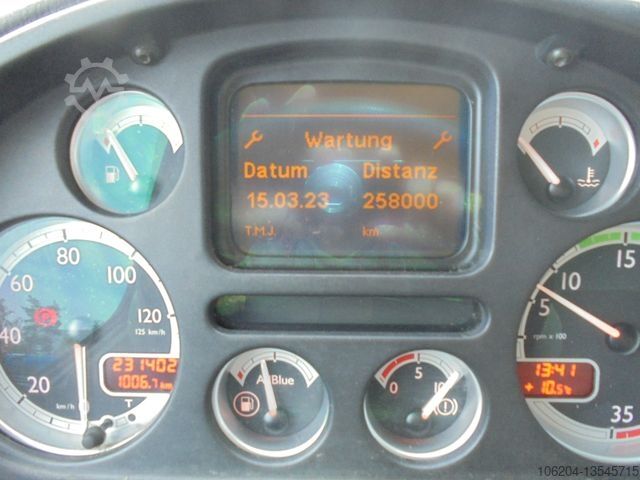 Wartung
Datum Distanz
15.03.23 258000
T.M.J. km
20
40
60
80
100
120
125 km/h
km/h
T
231402
1006.7 km
AdBlue
0 5 10
5
10
15
rpm x 100
13:41
+ 10.5°C
35
106204-13545715